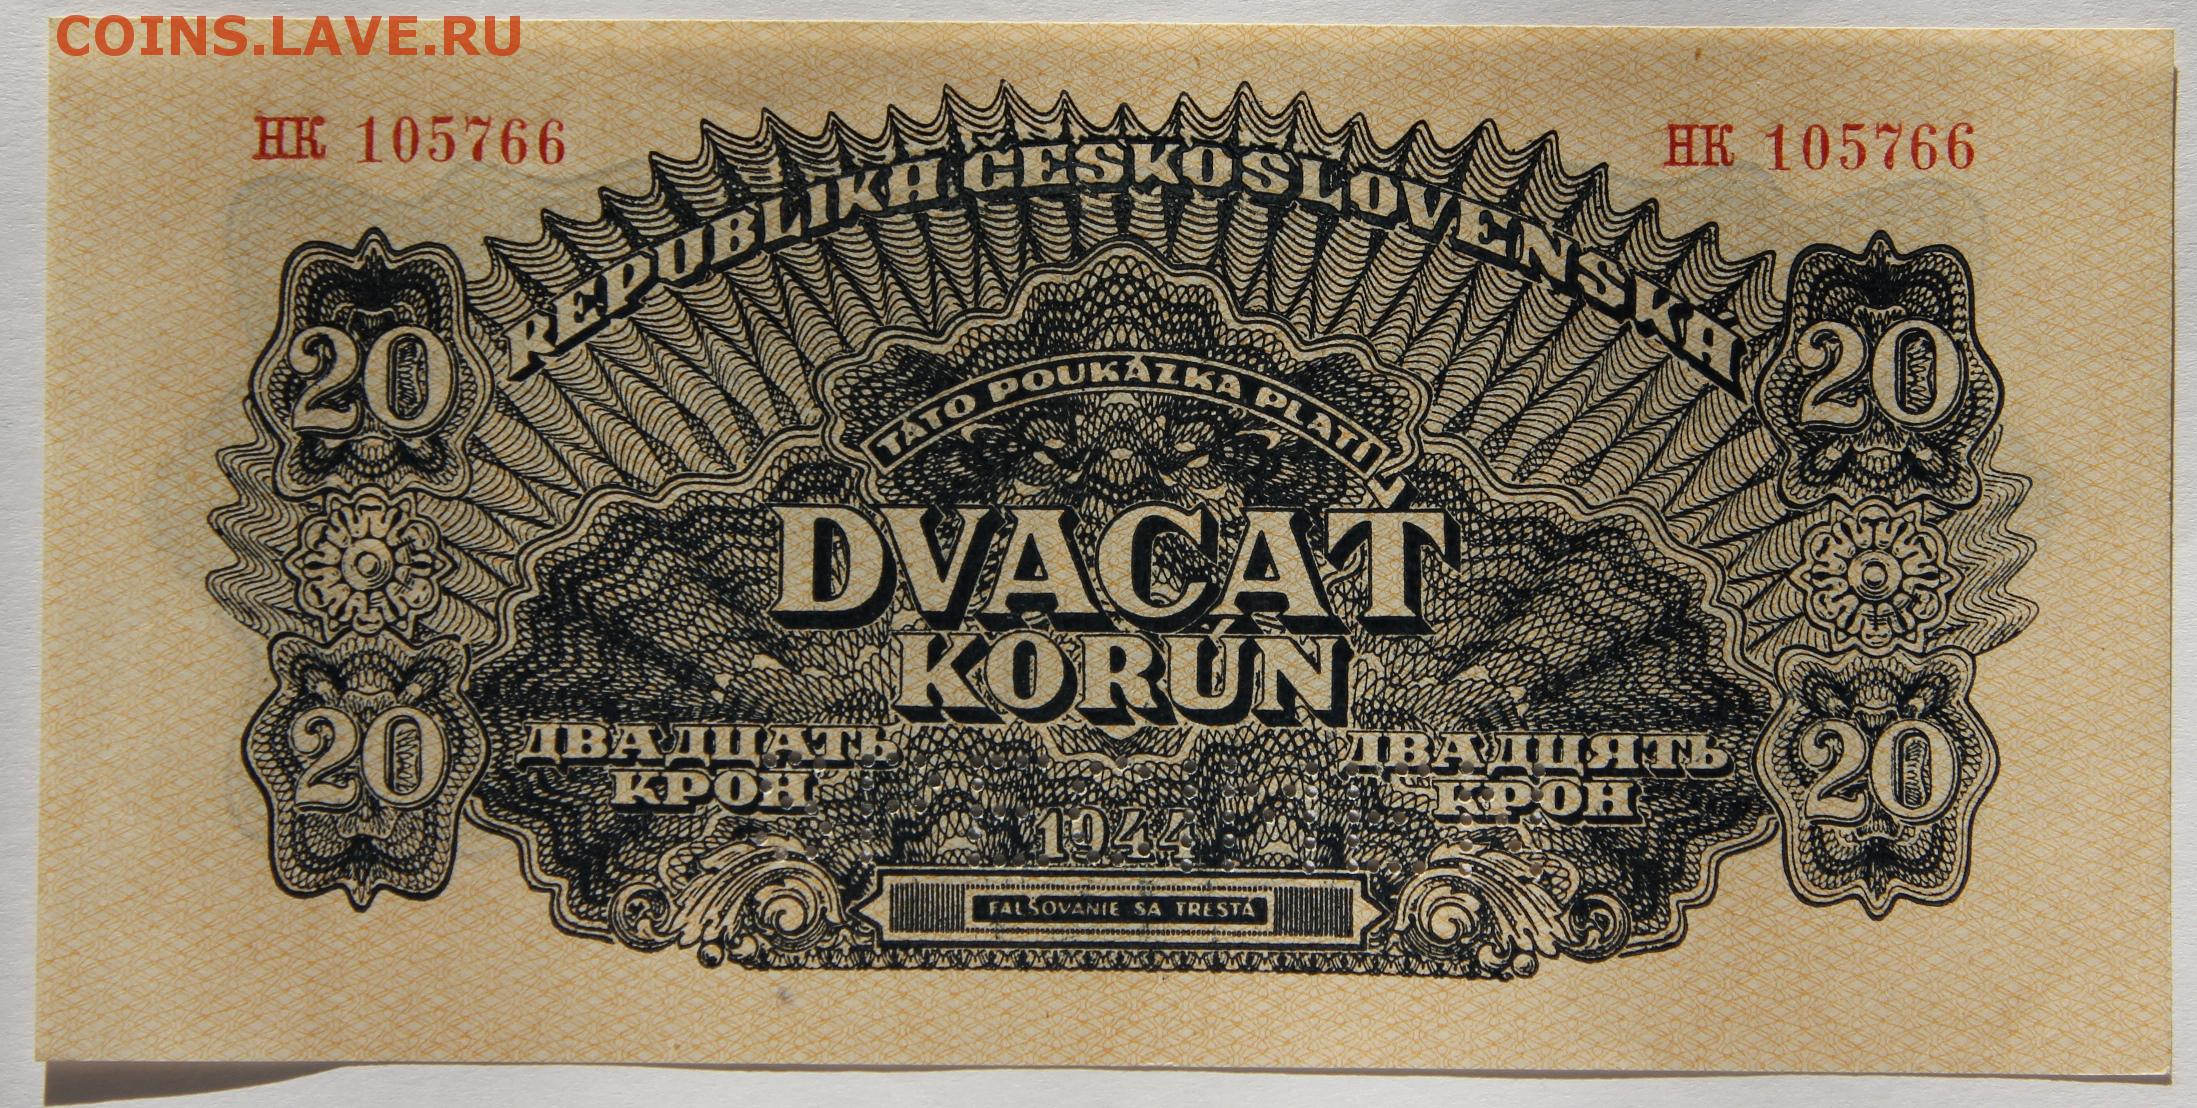 COINS.LAVE.RU
НК 105766
НК 105766
REPUBLIKA ČESKOSLOVENSKÁ
20
20
TÁTO POUKÁZKA PLATÍ
DVACAŤ
KORÚN
ДВАДЦАТЬ
КРОН
ДВАДЦЯТЬ
КРОН
20
20
1944
FALŠOVANIE SA TRESTÁ